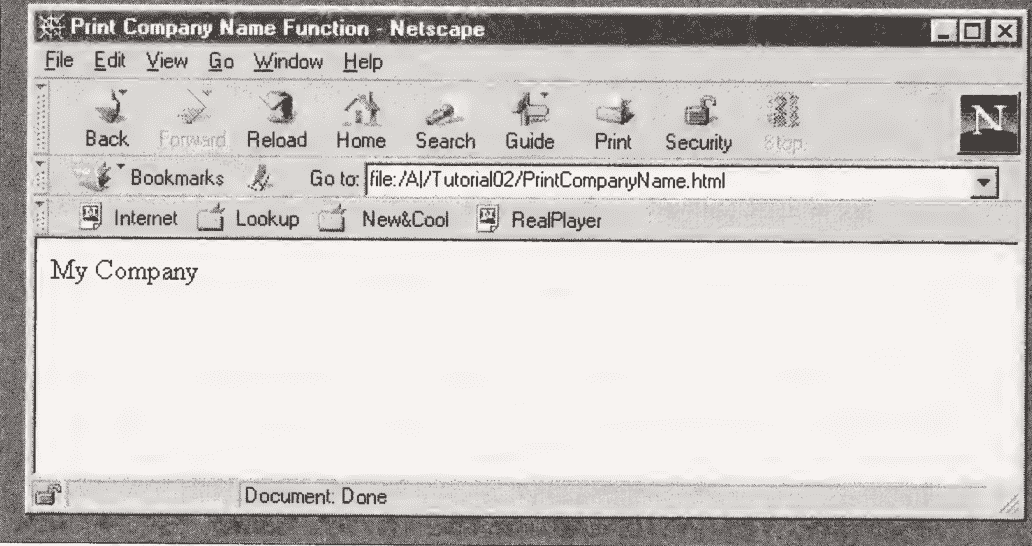 Print Company Name Function - Netscape
File Edit View Go Window Help
Back Forward Reload Home Search Guide Print Security Stop
N
Bookmarks Go to: file:/A|/Tutorial02/PrintCompanyName.html
Internet Lookup New&Cool RealPlayer
My Company
Document: Done